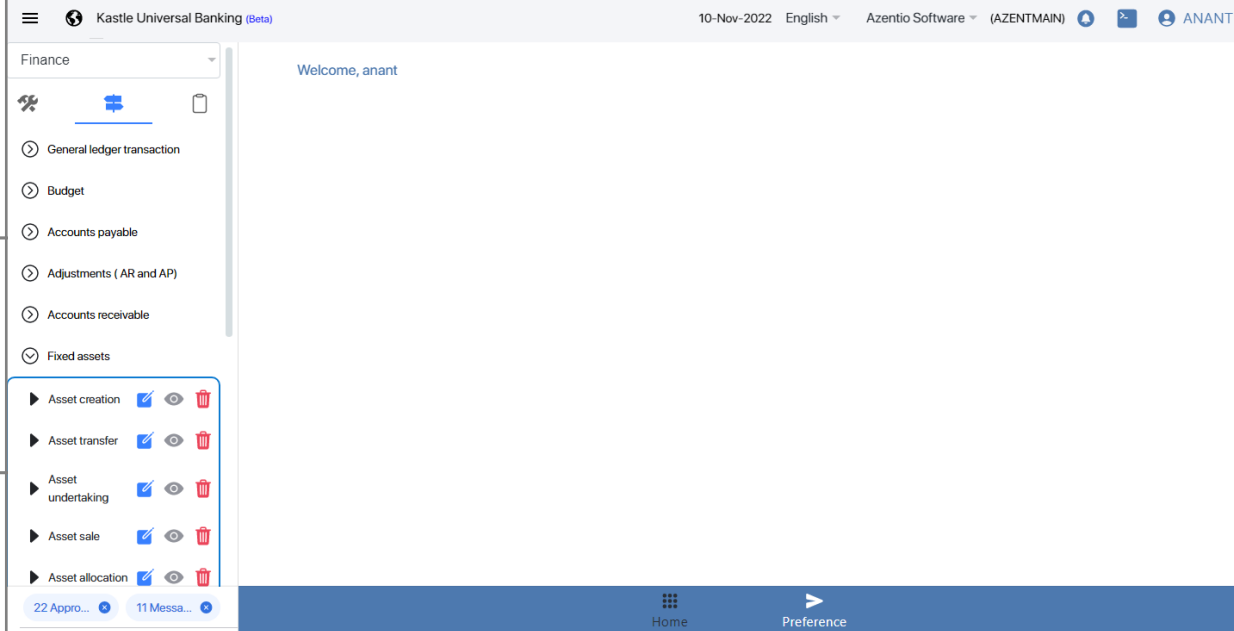 Kastle Universal Banking (Beta)
10-Nov-2022 English Azentio Software (AZENTMAIN) ANANT
Finance
Welcome, anant
General ledger transaction
Budget
Accounts payable
Adjustments ( AR and AP)
Accounts receivable
Fixed assets
Asset creation
Asset transfer
Asset
undertaking
Asset sale
Asset allocation
22 Appro...
11 Messa...
Home
Preference